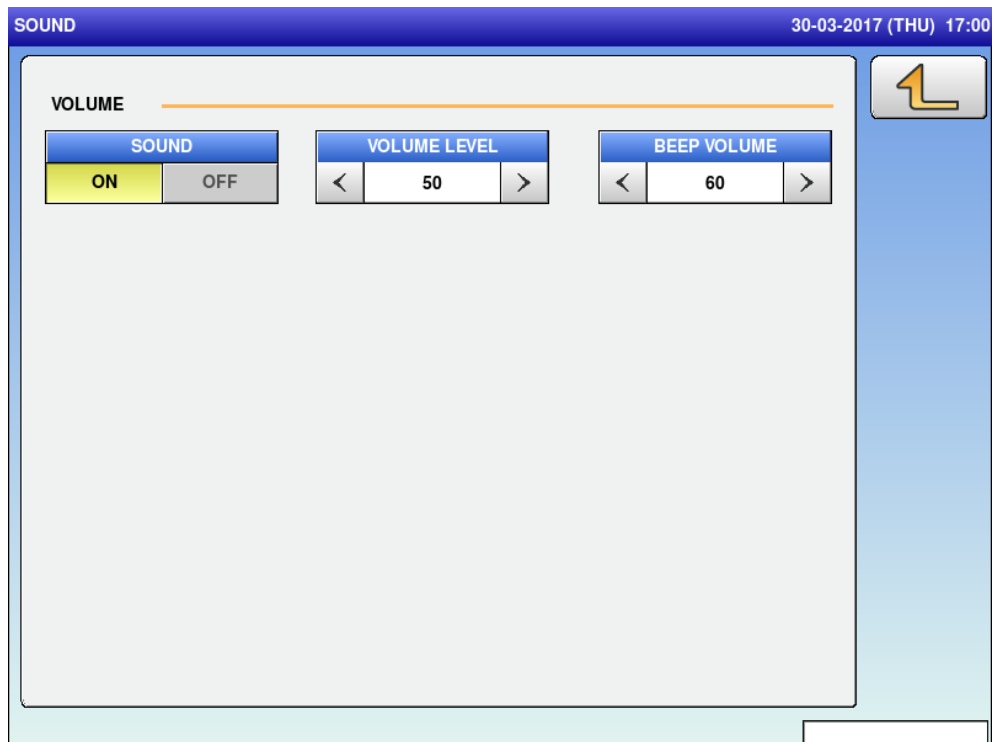 SOUND 30-03-2017 (THU) 17:00
VOLUME
SOUND VOLUME LEVEL BEEP VOLUME
ON OFF < 50 > < 60 >